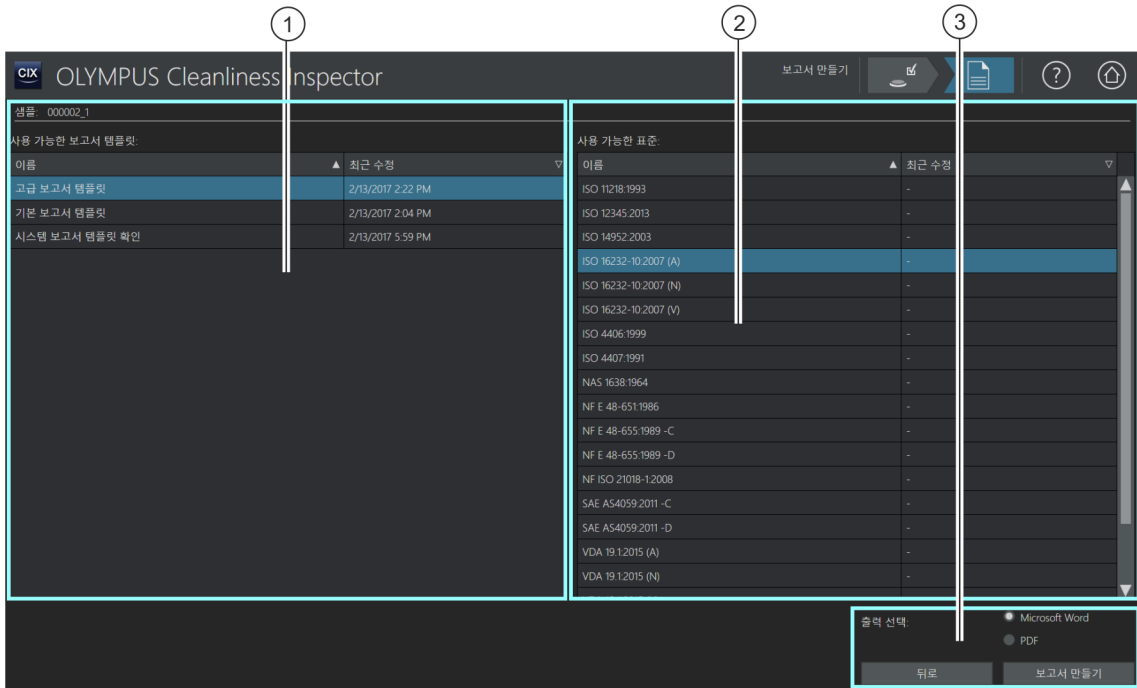 1 2 3
CIX OLYMPUS Cleanliness Inspector 보고서 만들기 ?
샘플: 000002_1
사용 가능한 보고서 템플릿:
이름 ▲ 최근 수정 ▽
고급 보고서 템플릿 2/13/2017 2:22 PM
기본 보고서 템플릿 2/13/2017 2:04 PM
시스템 보고서 템플릿 확인 2/13/2017 5:59 PM
사용 가능한 표준:
이름 ▲ 최근 수정 ▽
ISO 11218:1993 -
ISO 12345:2013 -
ISO 14952:2003 -
ISO 16232-10:2007 (A) -
ISO 16232-10:2007 (N) -
ISO 16232-10:2007 (V) -
ISO 4406:1999 -
ISO 4407:1991 -
NAS 1638:1964 -
NF E 48-651:1986 -
NF E 48-655:1989 -C -
NF E 48-655:1989 -D -
NF ISO 21018-1:2008 -
SAE AS4059:2011 -C -
SAE AS4059:2011 -D -
VDA 19.1:2015 (A) -
VDA 19.1:2015 (N) -
출력 선택: Microsoft Word
PDF
뒤로 보고서 만들기